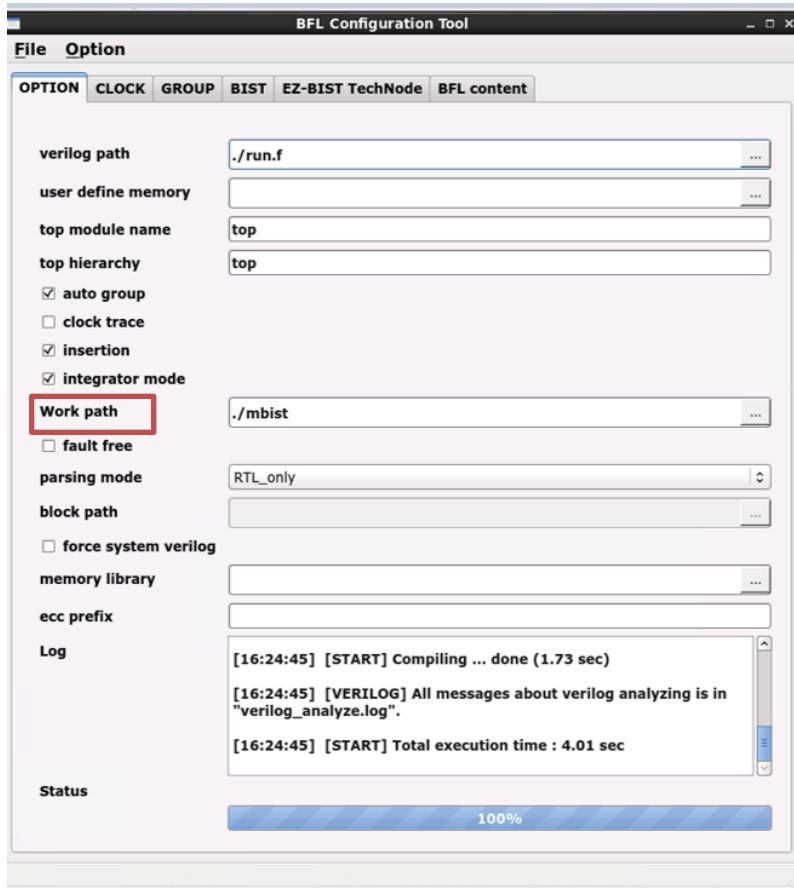 BFL Configuration Tool
File Option
OPTION CLOCK GROUP BIST EZ-BIST TechNode BFL content
verilog path ./run.f ...
user define memory ...
top module name top
top hierarchy top
auto group
clock trace
insertion
integrator mode
Work path ./mbist ...
fault free
parsing mode RTL_only
block path ...
force system verilog
memory library ...
ecc prefix
Log
[16:24:45] [START] Compiling ... done (1.73 sec)
[16:24:45] [VERILOG] All messages about verilog analyzing is in
"verilog_analyze.log".
[16:24:45] [START] Total execution time : 4.01 sec
Status
100%